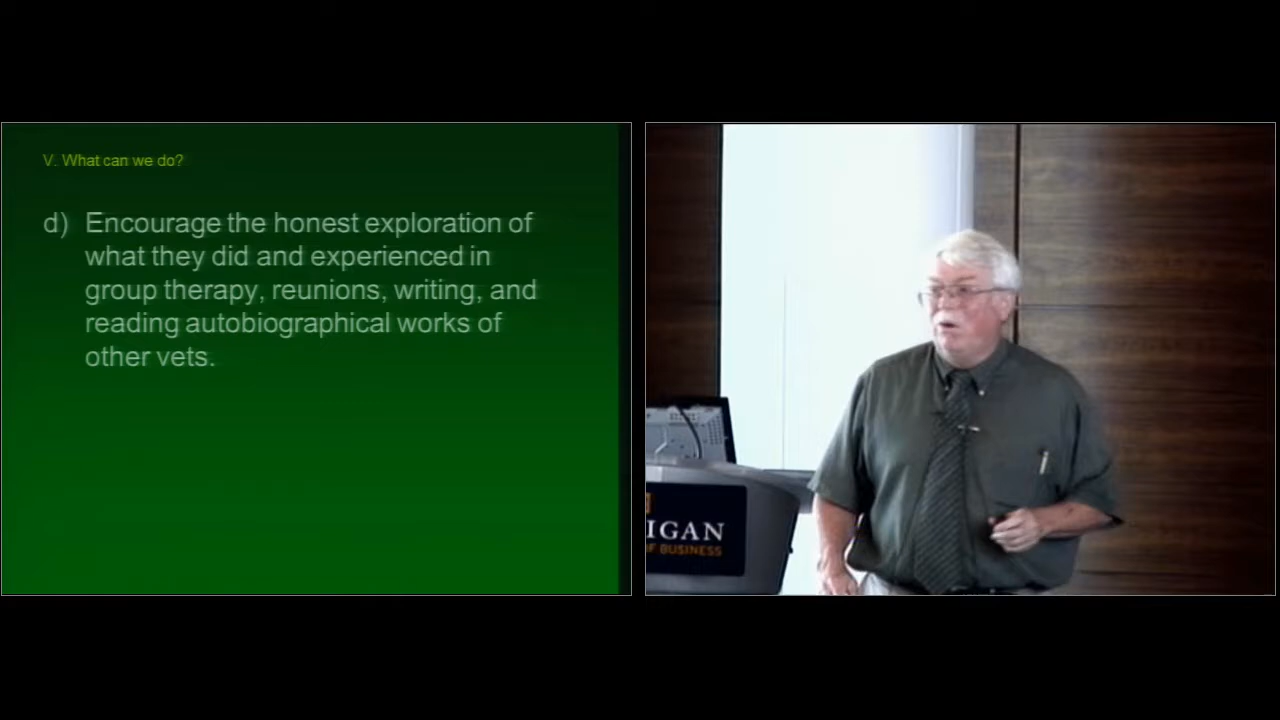 V. What can we do?
d) Encourage the honest exploration of
what they did and experienced in
group therapy, reunions, writing, and
reading autobiographical works of
other vets.
IGAN
OF BUSINESS